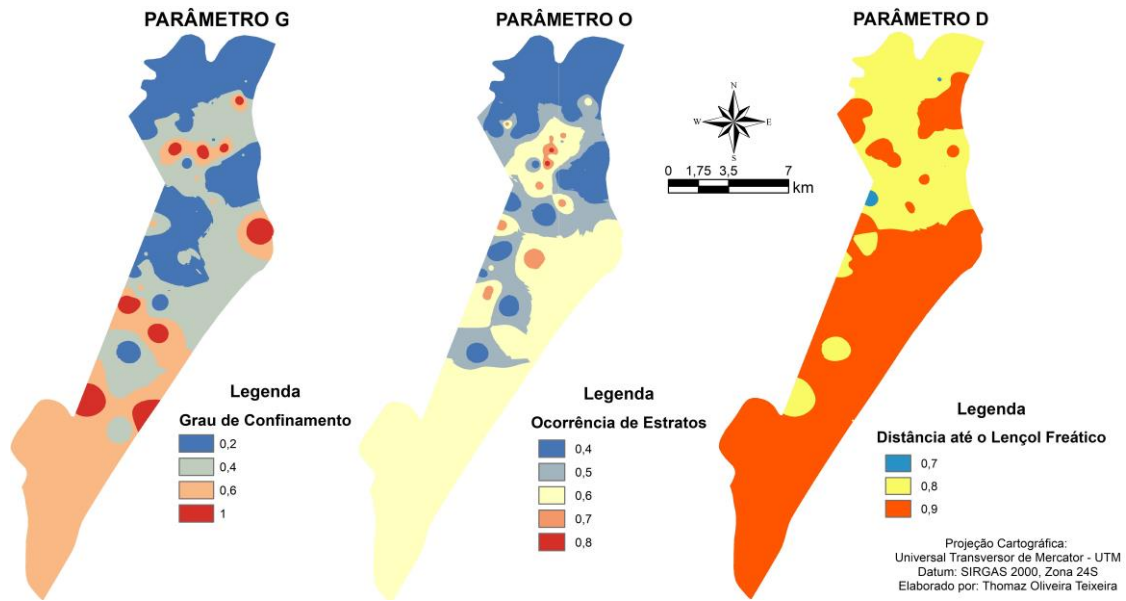 PARÂMETRO G
PARÂMETRO O
PARÂMETRO D
N
W
E
S
0 1,75 3,5 7
km
Legenda
Grau de Confinamento
0,2
0,4
0,6
1
Legenda
Ocorrência de Estratos
0,4
0,5
0,6
0,7
0,8
Legenda
Distância até o Lençol Freático
0,7
0,8
0,9
Projeção Cartográfica:
Universal Transversor de Mercator - UTM
Datum: SIRGAS 2000, Zona 24S
Elaborado por: Thomaz Oliveira Teixeira